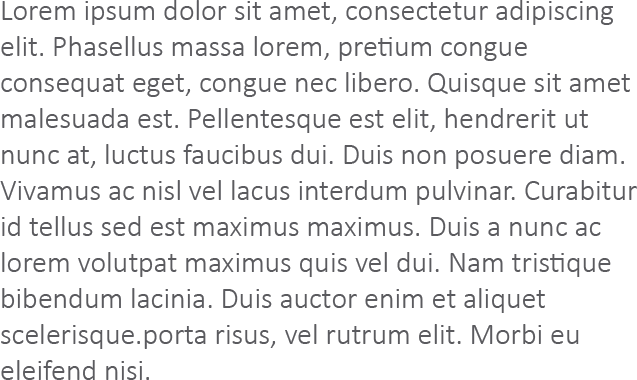 Lorem ipsum dolor sit amet, consectetur adipiscing
elit. Phasellus massa lorem, pretium congue
consequat eget, congue nec libero. Quisque sit amet
malesuada est. Pellentesque est elit, hendrerit ut
nunc at, luctus faucibus dui. Duis non posuere diam.
Vivamus ac nisl vel lacus interdum pulvinar. Curabitur
id tellus sed est maximus maximus. Duis a nunc ac
lorem volutpat maximus quis vel dui. Nam tristique
bibendum lacinia. Duis auctor enim et aliquet
scelerisque.porta risus, vel rutrum elit. Morbi eu
eleifend nisi.